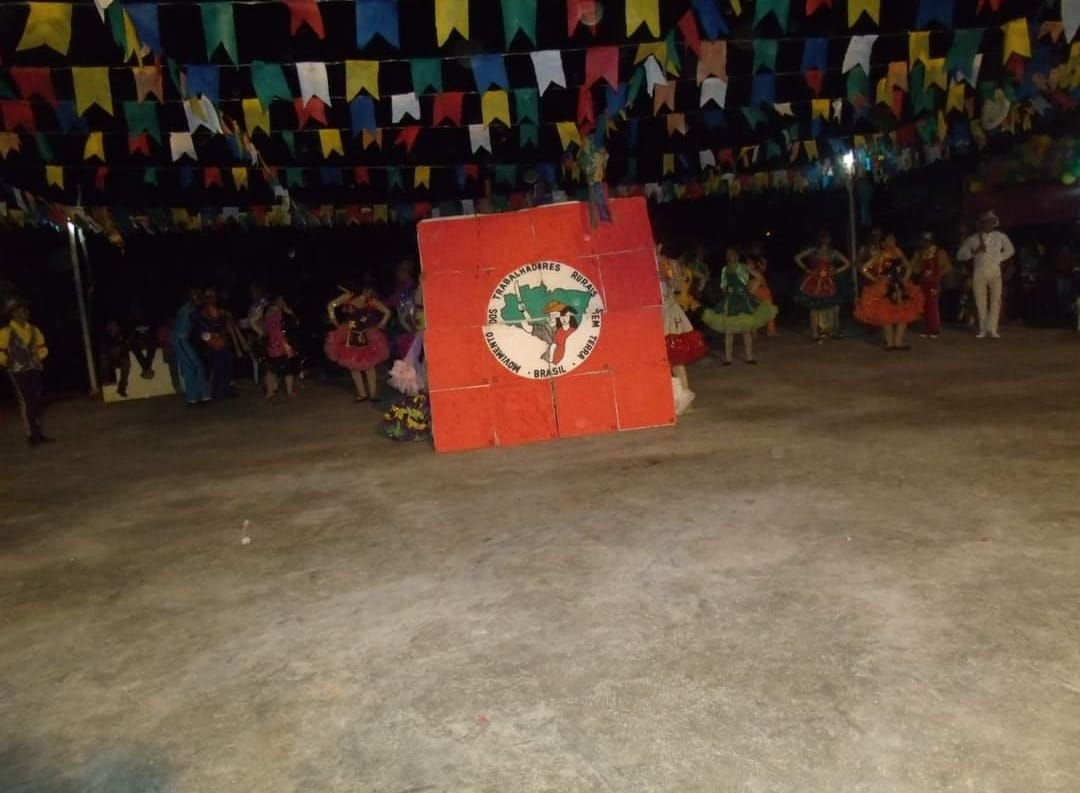 MOVIMENTO DOS TRABALHADORES RURAIS SEM TERRA
· BRASIL ·